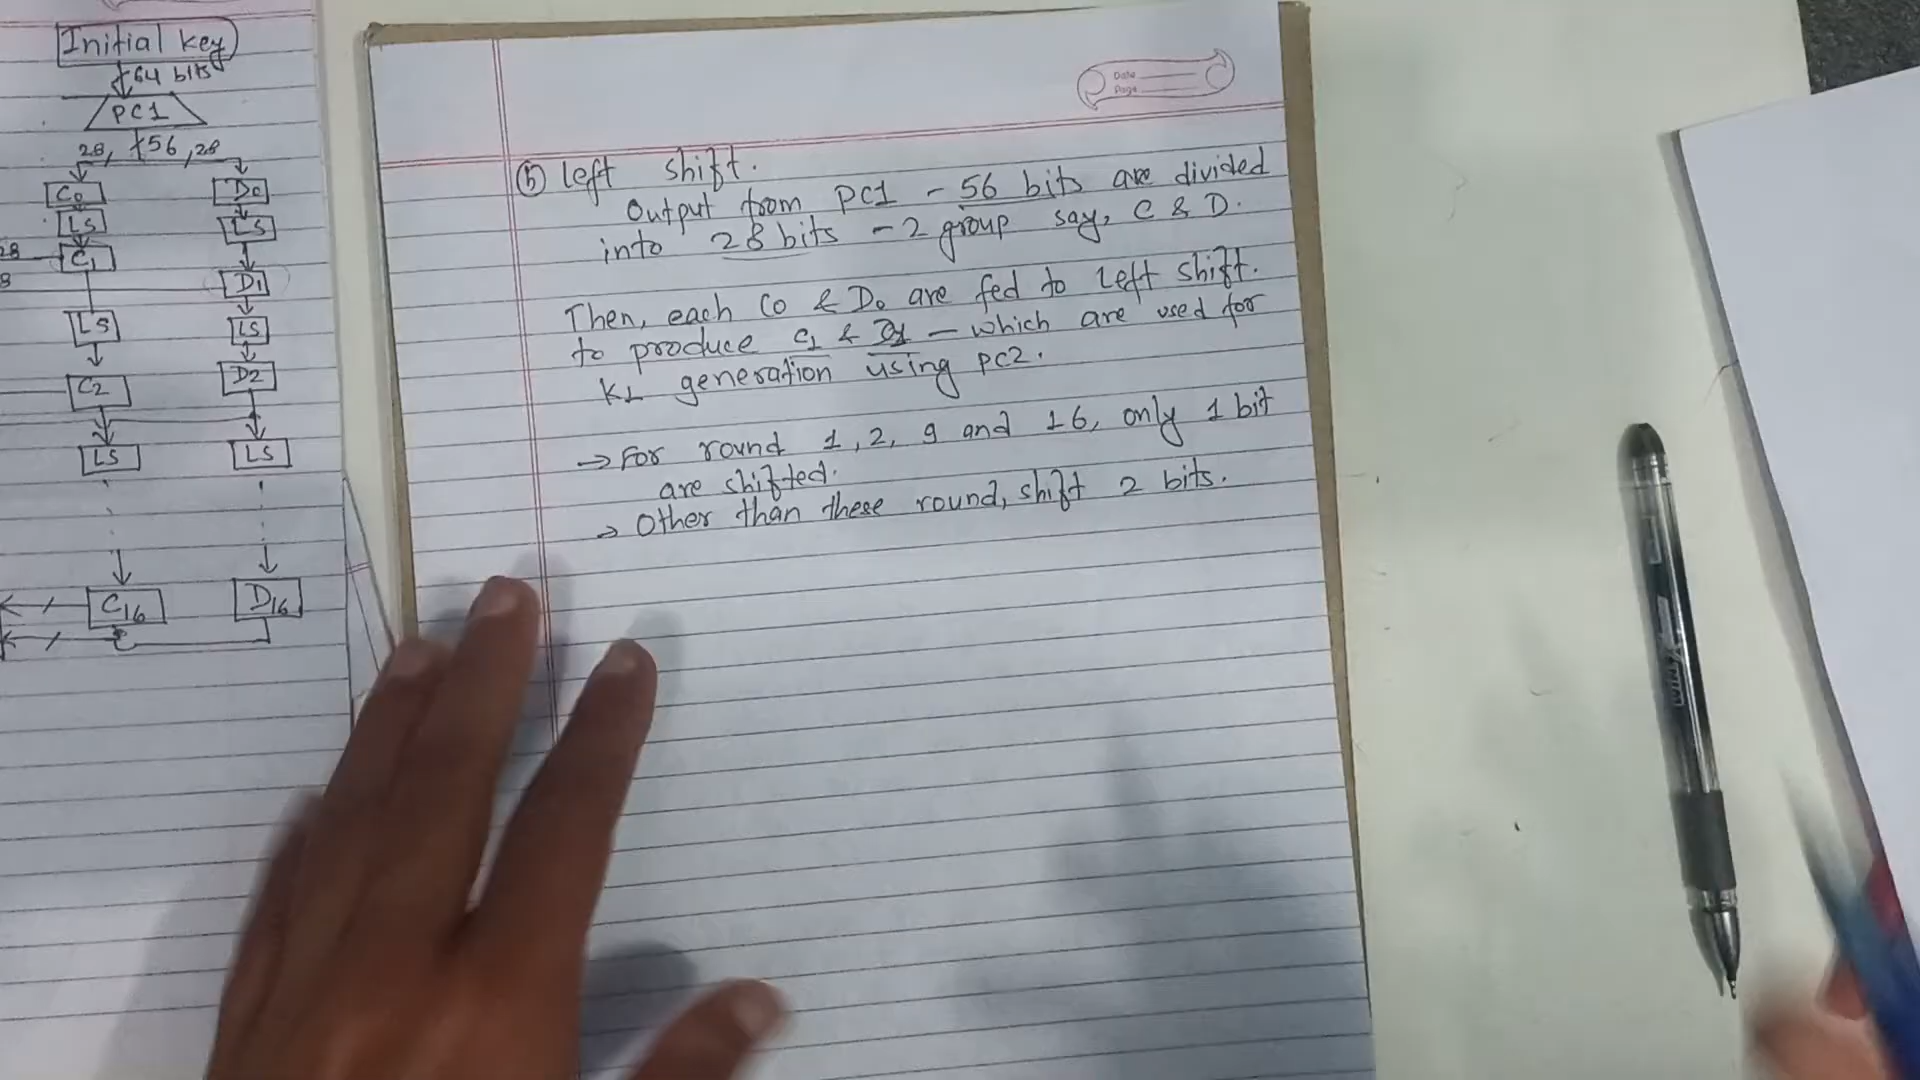 Initial key
64 bits
PC1
28, 56, 28
C0 D0
LS LS
28 C1
8 D1
LS LS
C2 D2
LS LS
C16 D16
Date
Page
5 left shift.
Output from PC1 - 56 bits are divided
into 28 bits - 2 group say, C & D.
Then, each C0 & D0 are fed to left shift.
to produce C1 & D1 - which are used for
K1 generation using PC2.
→ For round 1, 2, 9 and 16, only 1 bit
are shifted.
→ Other than these round, shift 2 bits.